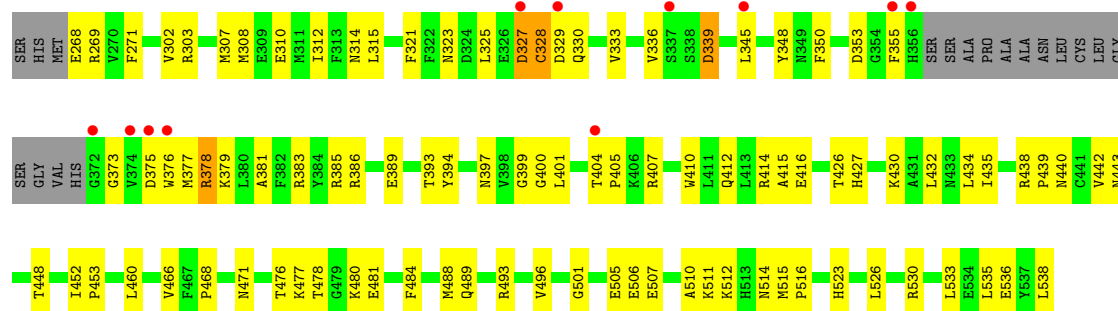 SER HIS MET E268 R269 V270 F271 V302 R303 M307 M308 E309 E310 M311 I312 F313 N314 L315 F321 F322 N323 D324 L325 E326 D327 C328 D329 Q330 V333 V336 S337 S338 D339 L345 Y348 N349 F350 D353 G354 F355 H356 SER SER ALA PRO ALA ALA ASN LEU CYS LEU GLY
SER GLY VAL HIS G372 G373 V374 D375 W376 M377 R378 K379 L380 A381 F382 R383 Y384 R385 R386 E389 T393 Y394 N397 V398 G399 G400 L401 T404 P405 K406 R407 W410 L411 Q412 L413 R414 A415 E416 T426 H427 K430 A431 L432 N433 L434 I435 R438 P439 N440 C441 V442 N443
T448 I452 P453 L460 V466 F467 P468 N471 T476 K477 T478 G479 K480 E481 F484 M488 Q489 R493 V496 G501 E505 E506 E507 A510 K511 K512 H513 N514 M515 P516 H523 L526 R530 L533 E534 L535 E536 Y537 L538